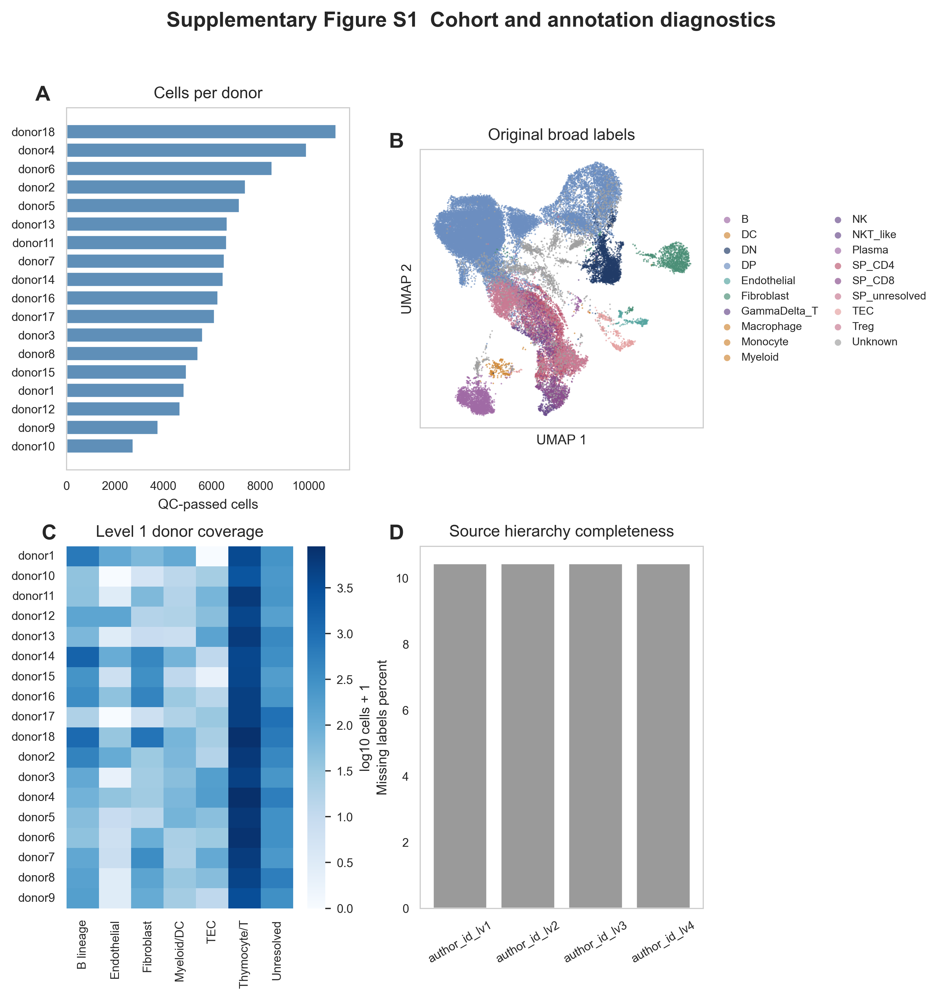 Supplementary Figure S1  Cohort and annotation diagnostics
A
Cells per donor
donor18
donor4
donor6
donor2
donor5
donor13
donor11
donor7
donor14
donor16
donor17
donor3
donor8
donor15
donor1
donor12
donor9
donor10
0 2000 4000 6000 8000 10000
QC-passed cells
B
Original broad labels
UMAP 2
UMAP 1
B
DC
DN
DP
Endothelial
Fibroblast
GammaDelta_T
Macrophage
Monocyte
Myeloid
NK
NKT_like
Plasma
SP_CD4
SP_CD8
SP_unresolved
TEC
Treg
Unknown
C
Level 1 donor coverage
donor1
donor10
donor11
donor12
donor13
donor14
donor15
donor16
donor17
donor18
donor2
donor3
donor4
donor5
donor6
donor7
donor8
donor9
B lineage
Endothelial
Fibroblast
Myeloid/DC
TEC
Thymocyte/T
Unresolved
3.5
3.0
2.5
2.0
1.5
1.0
0.5
0.0
log10 cells + 1
D
Source hierarchy completeness
Missing labels percent
10
8
6
4
2
0
author_id_lv1
author_id_lv2
author_id_lv3
author_id_lv4